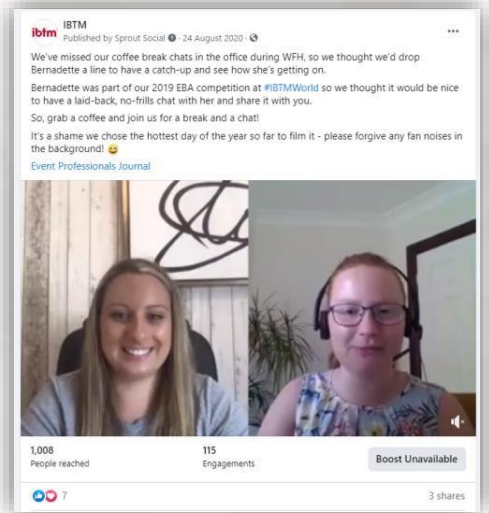 ibtm
IBTM
Published by Sprout Social · 24 August 2020 ·
We've missed our coffee break chats in the office during WFH, so we thought we'd drop
Bernadette a line to have a catch-up and see how she's getting on.
Bernadette was part of our 2019 EBA competition at #IBTMWorld so we thought it would be nice
to have a laid-back, no-frills chat with her and share it with you.
So, grab a coffee and join us for a break and a chat!
It's a shame we chose the hottest day of the year so far to film it - please forgive any fan noises in
the background! 😀
Event Professionals Journal
1,008
People reached
115
Engagements
Boost Unavailable
7
3 shares